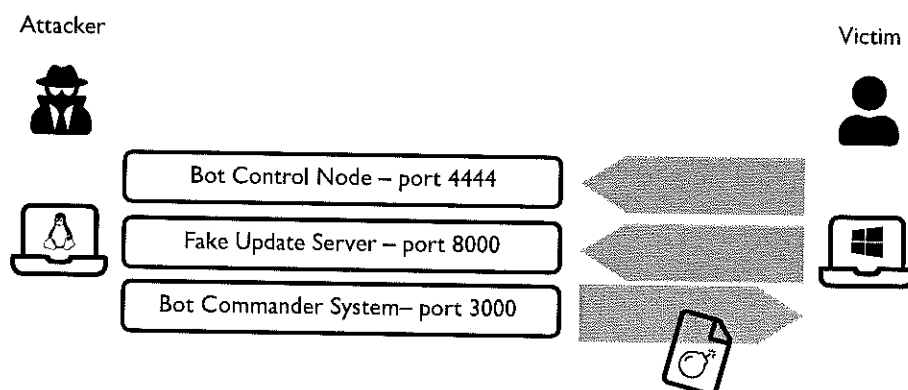 Attacker
Victim
Bot Control Node – port 4444
Fake Update Server – port 8000
Bot Commander System– port 3000